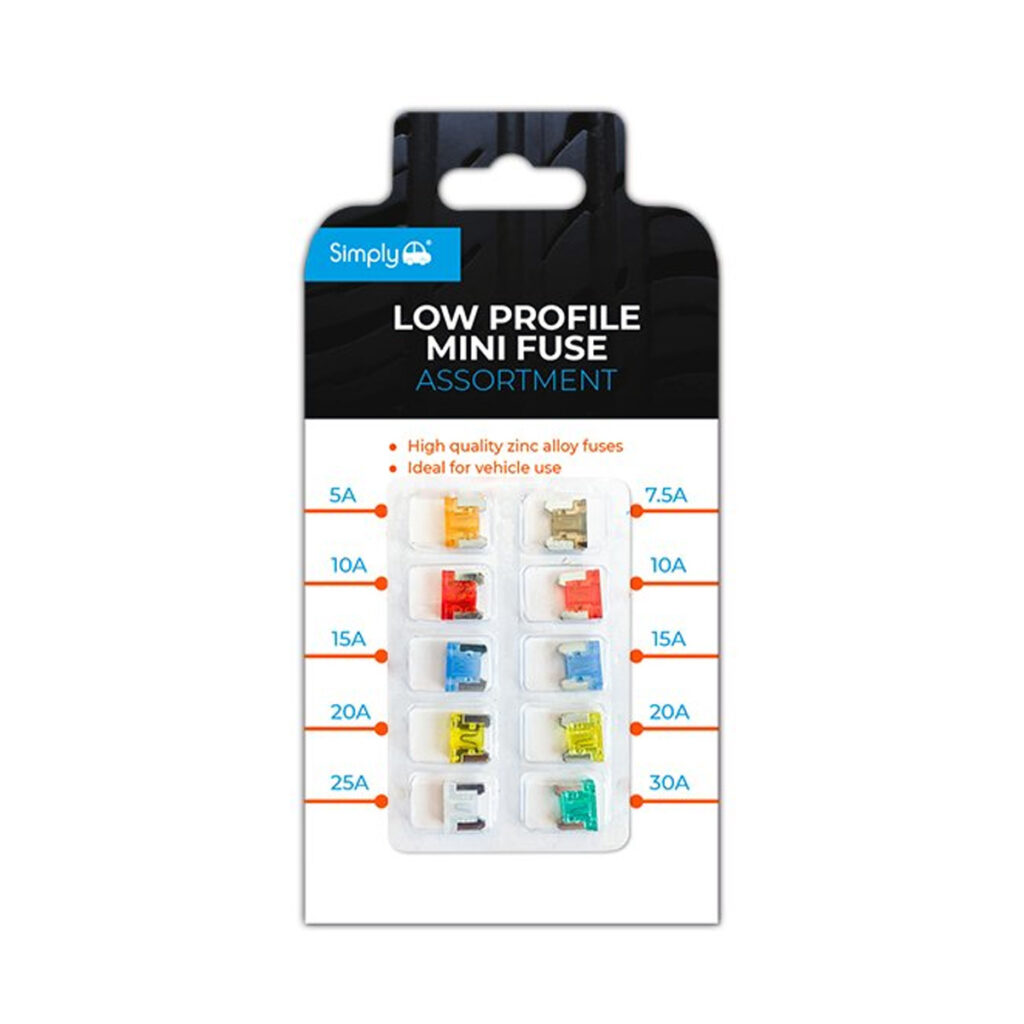 Simply®
LOW PROFILE
MINI FUSE
ASSORTMENT
• High quality zinc alloy fuses
• Ideal for vehicle use
5A 7.5A
10A 10A
15A 15A
20A 20A
25A 30A